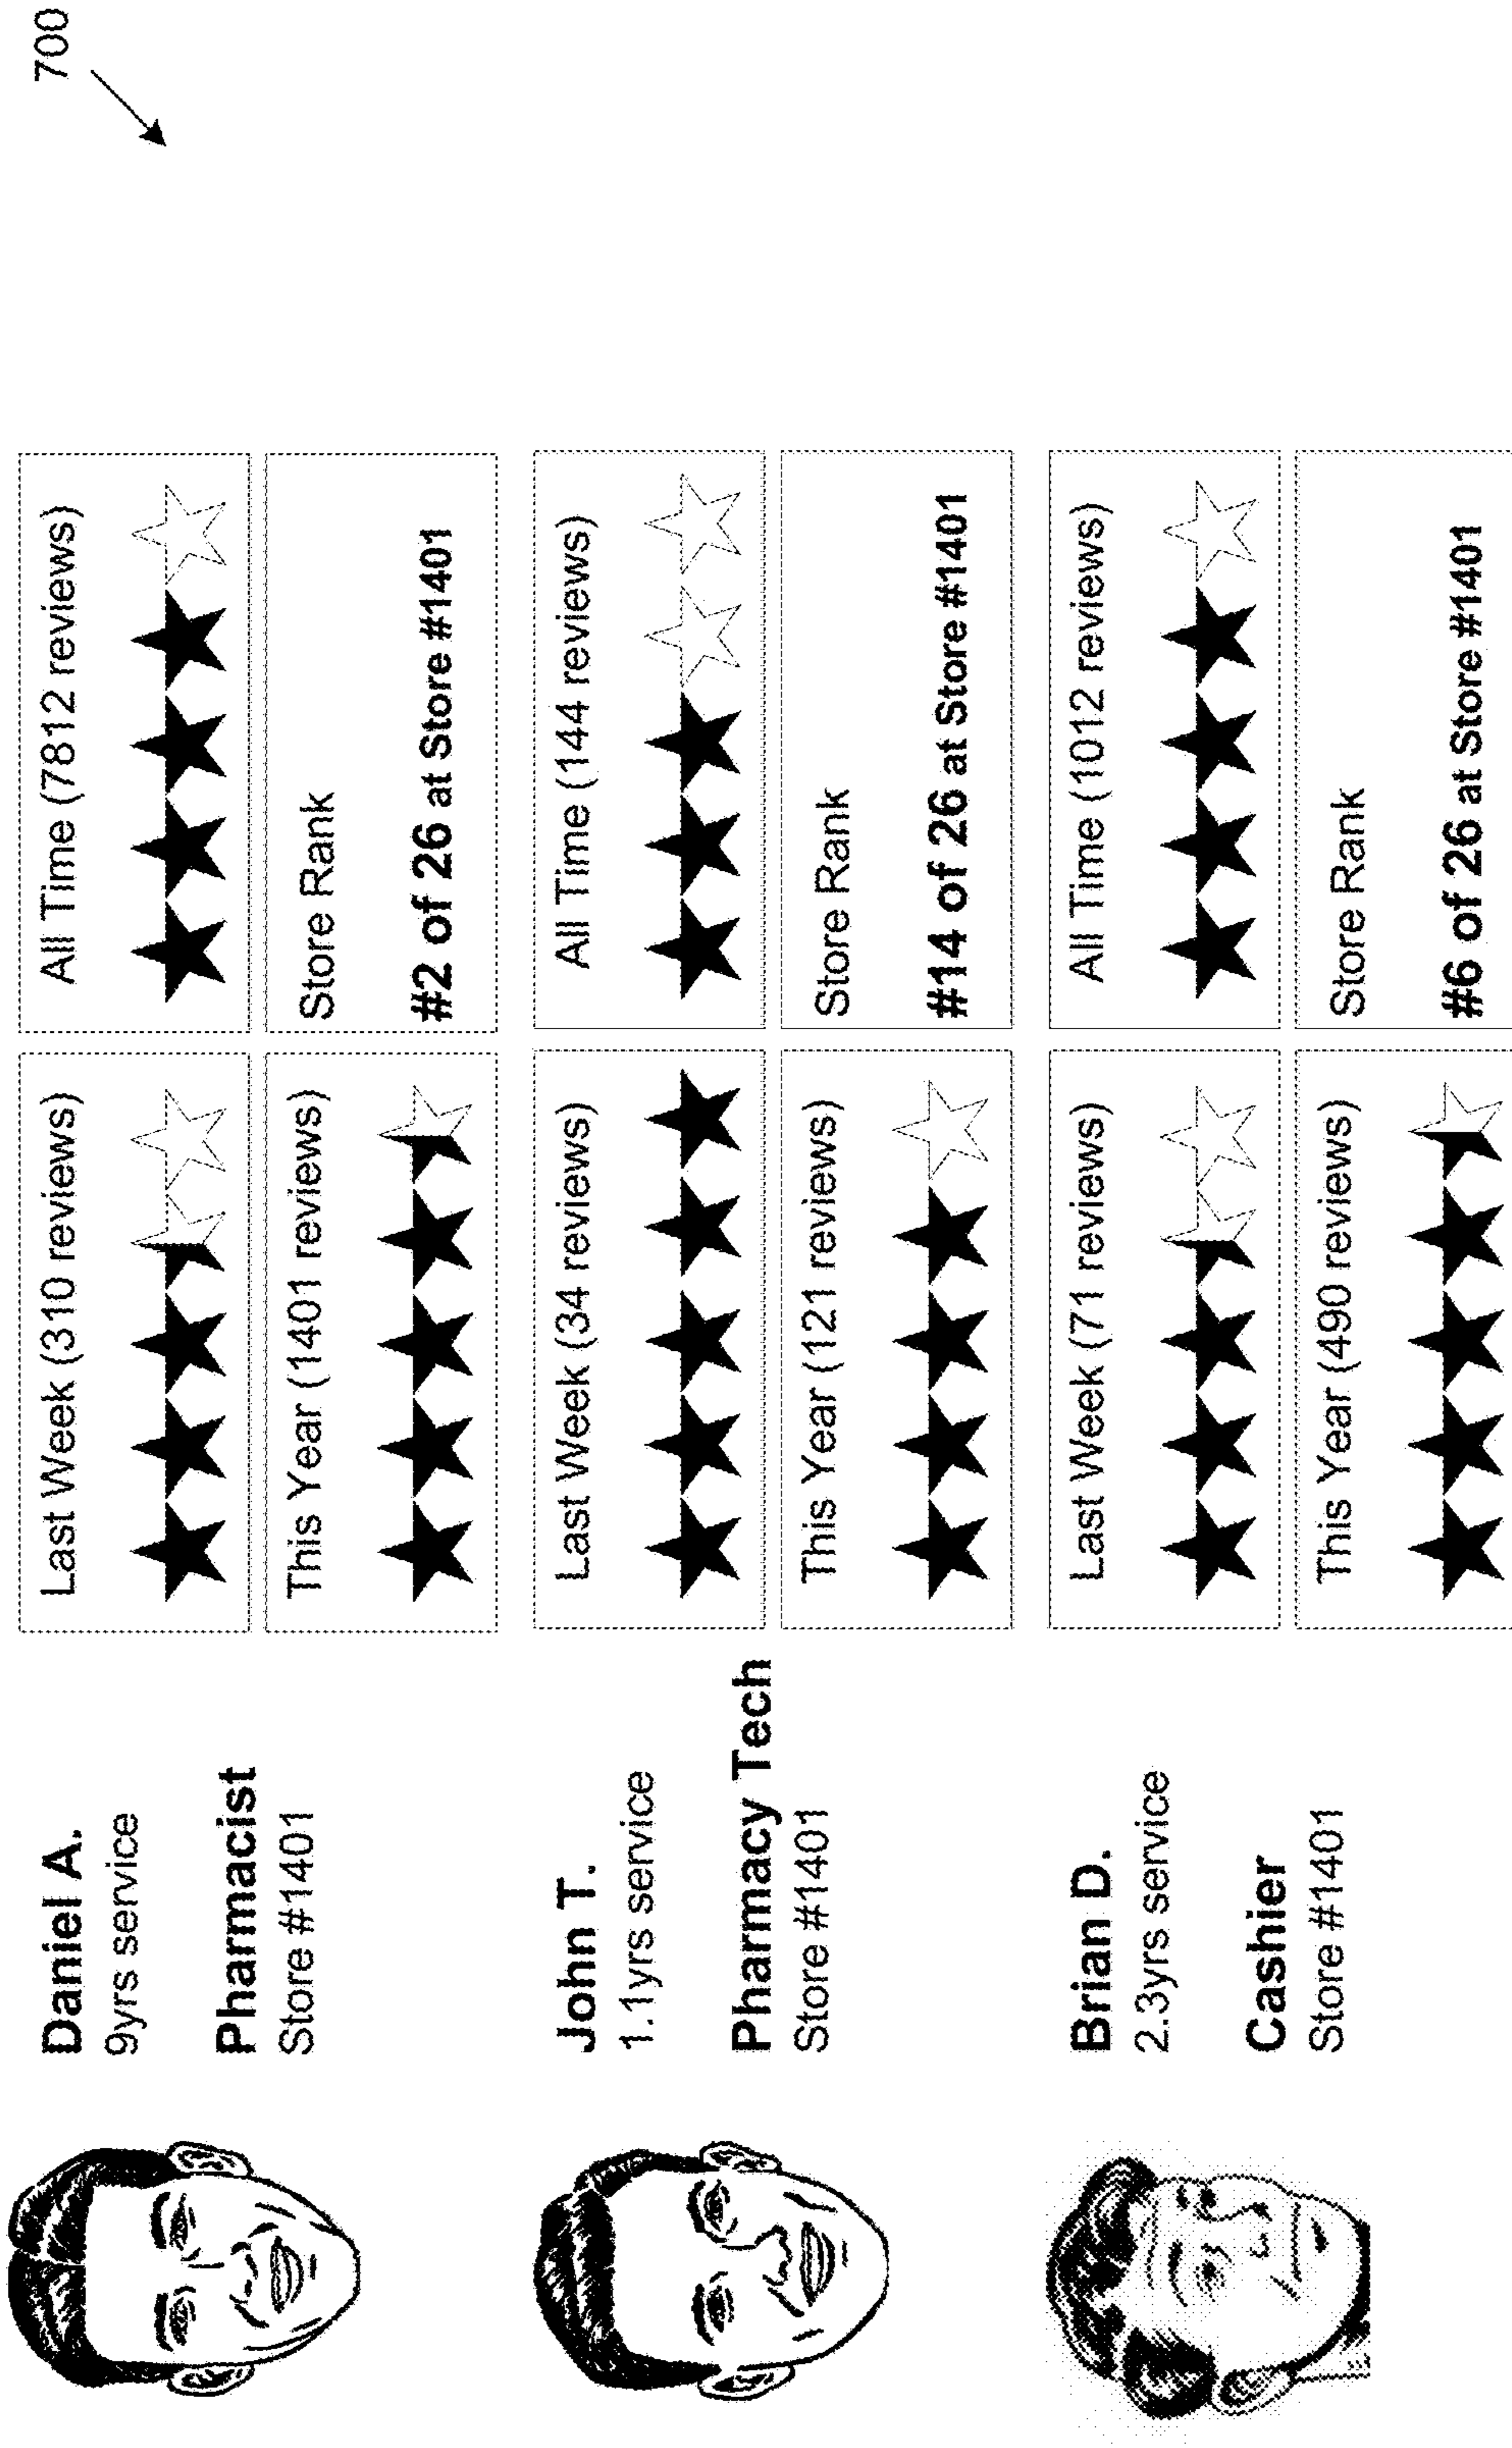 700
Daniel A.
9yrs service
Pharmacist
Store #1401
Last Week (310 reviews)
All Time (7812 reviews)
This Year (1401 reviews)
Store Rank
#2 of 26 at Store #1401
John T.
1.1yrs service
Pharmacy Tech
Store #1401
Last Week (34 reviews)
All Time (144 reviews)
This Year (121 reviews)
Store Rank
#14 of 26 at Store #1401
Brian D.
2.3yrs service
Cashier
Store #1401
Last Week (71 reviews)
All Time (1012 reviews)
This Year (490 reviews)
Store Rank
#6 of 26 at Store #1401